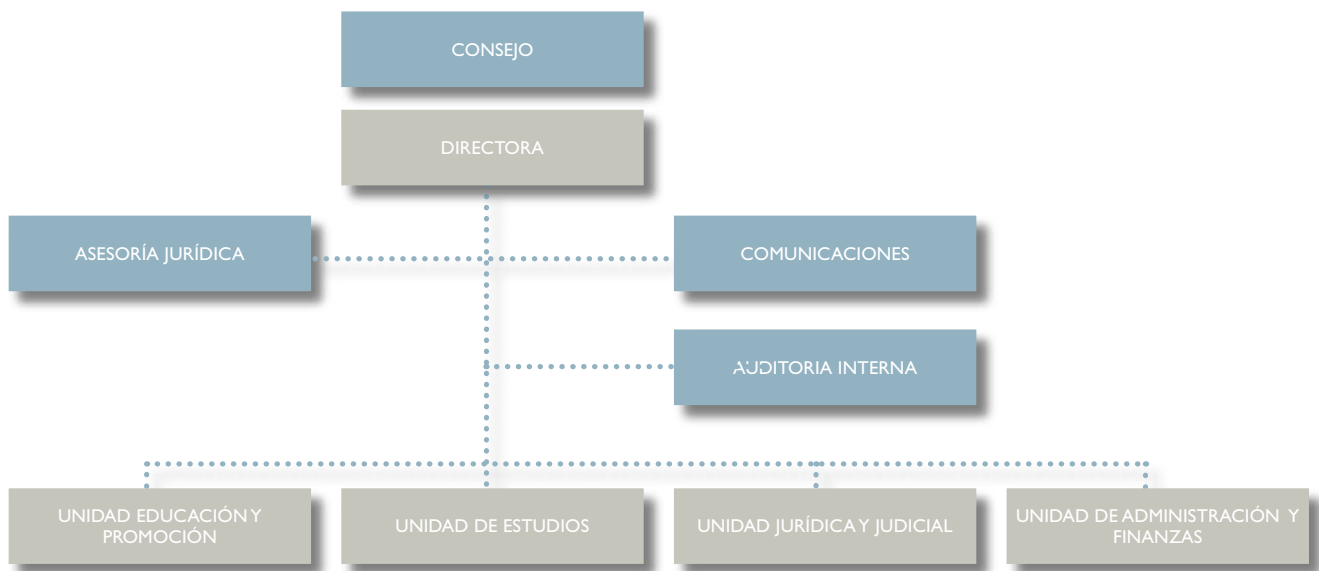 CONSEJO
DIRECTORA
ASESORÍA JURÍDICA
COMUNICACIONES
AUDITORIA INTERNA
UNIDAD EDUCACIÓN Y
PROMOCIÓN
UNIDAD DE ESTUDIOS
UNIDAD JURÍDICA Y JUDICIAL
UNIDAD DE ADMINISTRACIÓN Y
FINANZAS